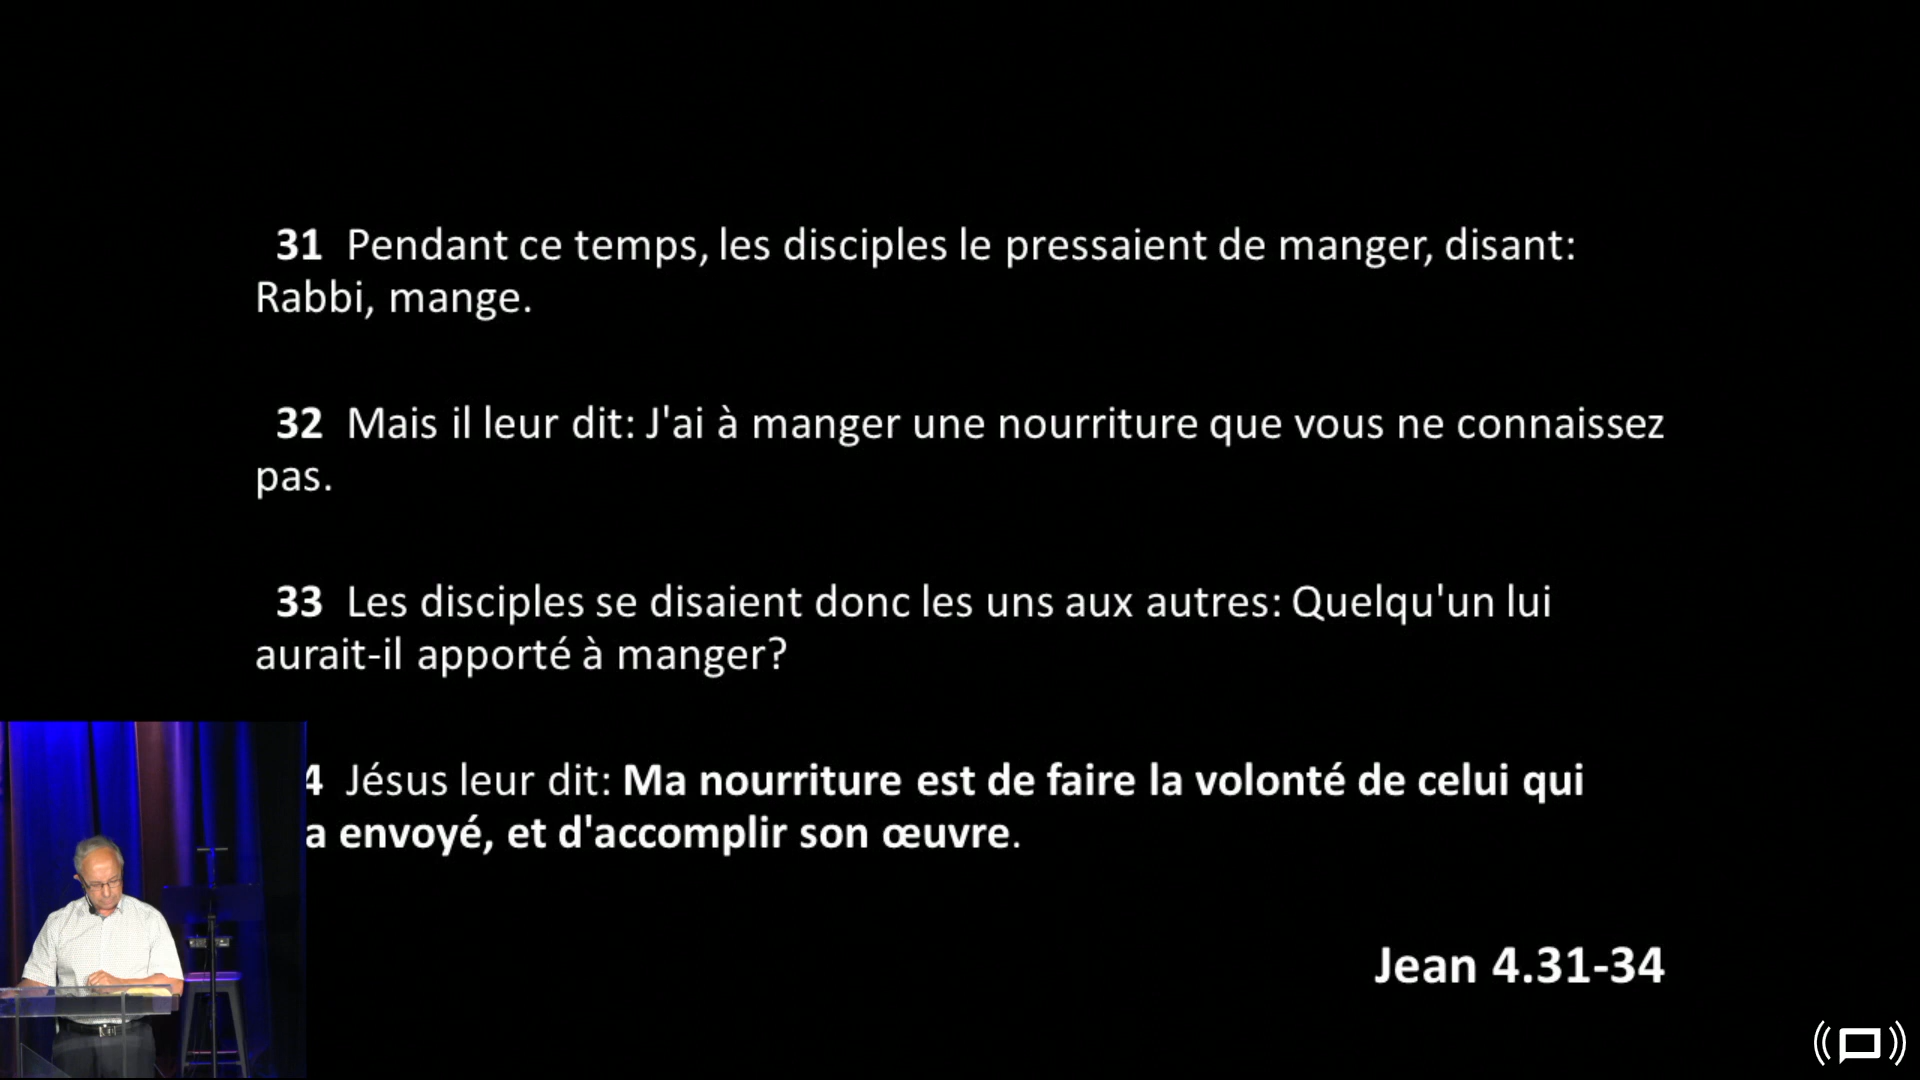 31 Pendant ce temps, les disciples le pressaient de manger, disant:
Rabbi, mange.
32 Mais il leur dit: J'ai à manger une nourriture que vous ne connaissez
pas.
33 Les disciples se disaient donc les uns aux autres: Quelqu'un lui
aurait-il apporté à manger?
4 Jésus leur dit: Ma nourriture est de faire la volonté de celui qui
a envoyé, et d'accomplir son œuvre.
Jean 4.31-34